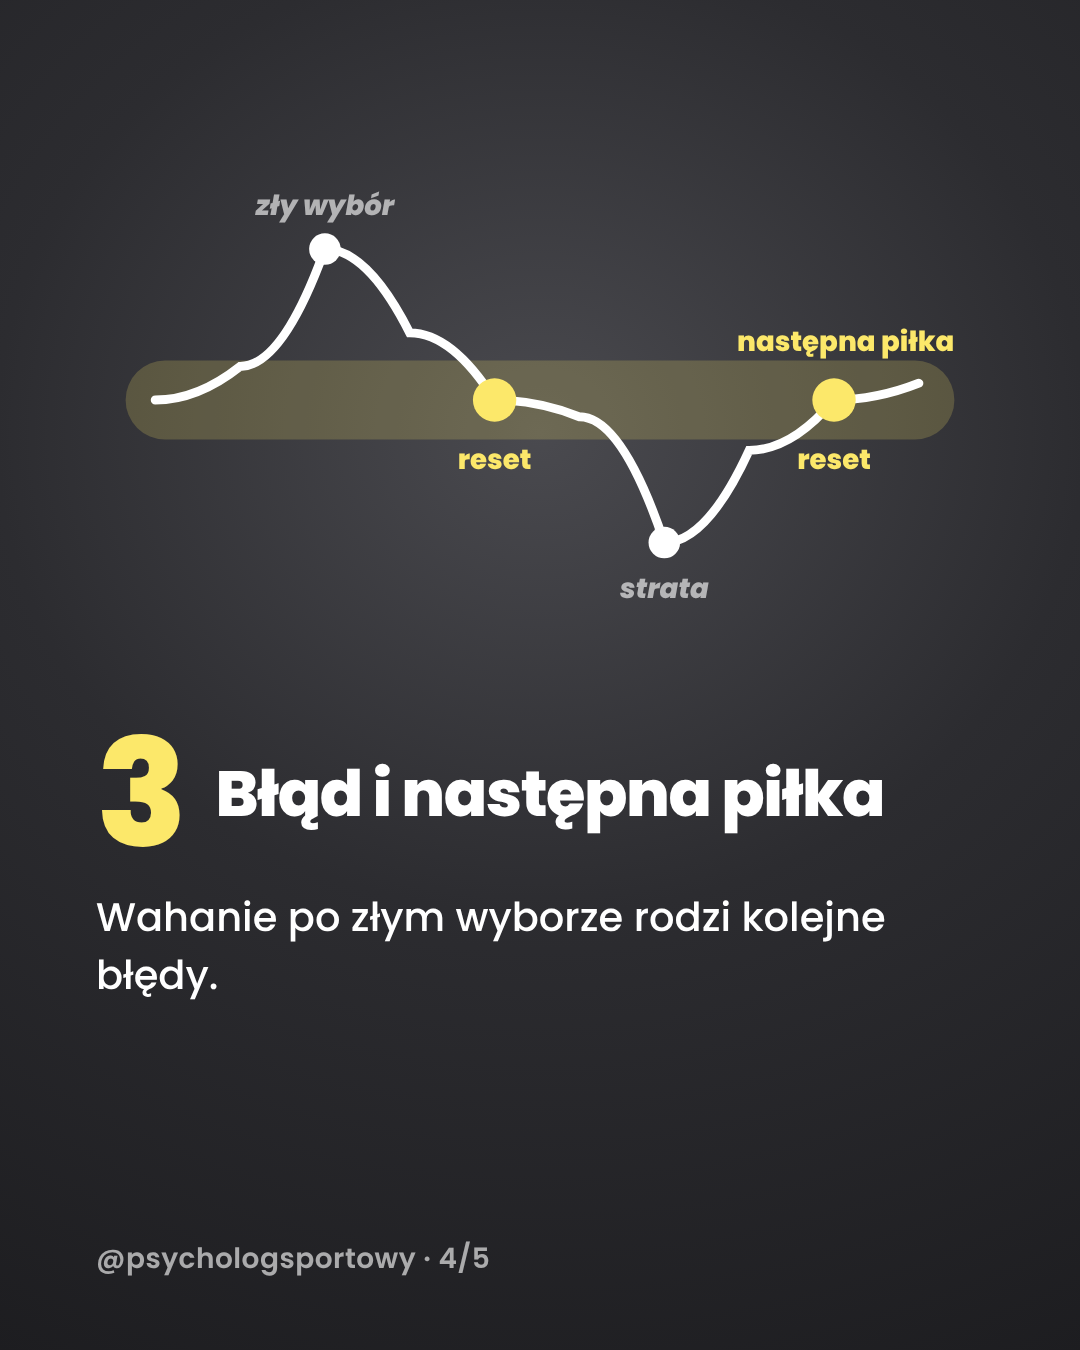 zły wybór
następna piłka
reset
reset
strata
3 Błąd i następna piłka
Wahanie po złym wyborze rodzi kolejne
błędy.
@psychologsportowy · 4/5